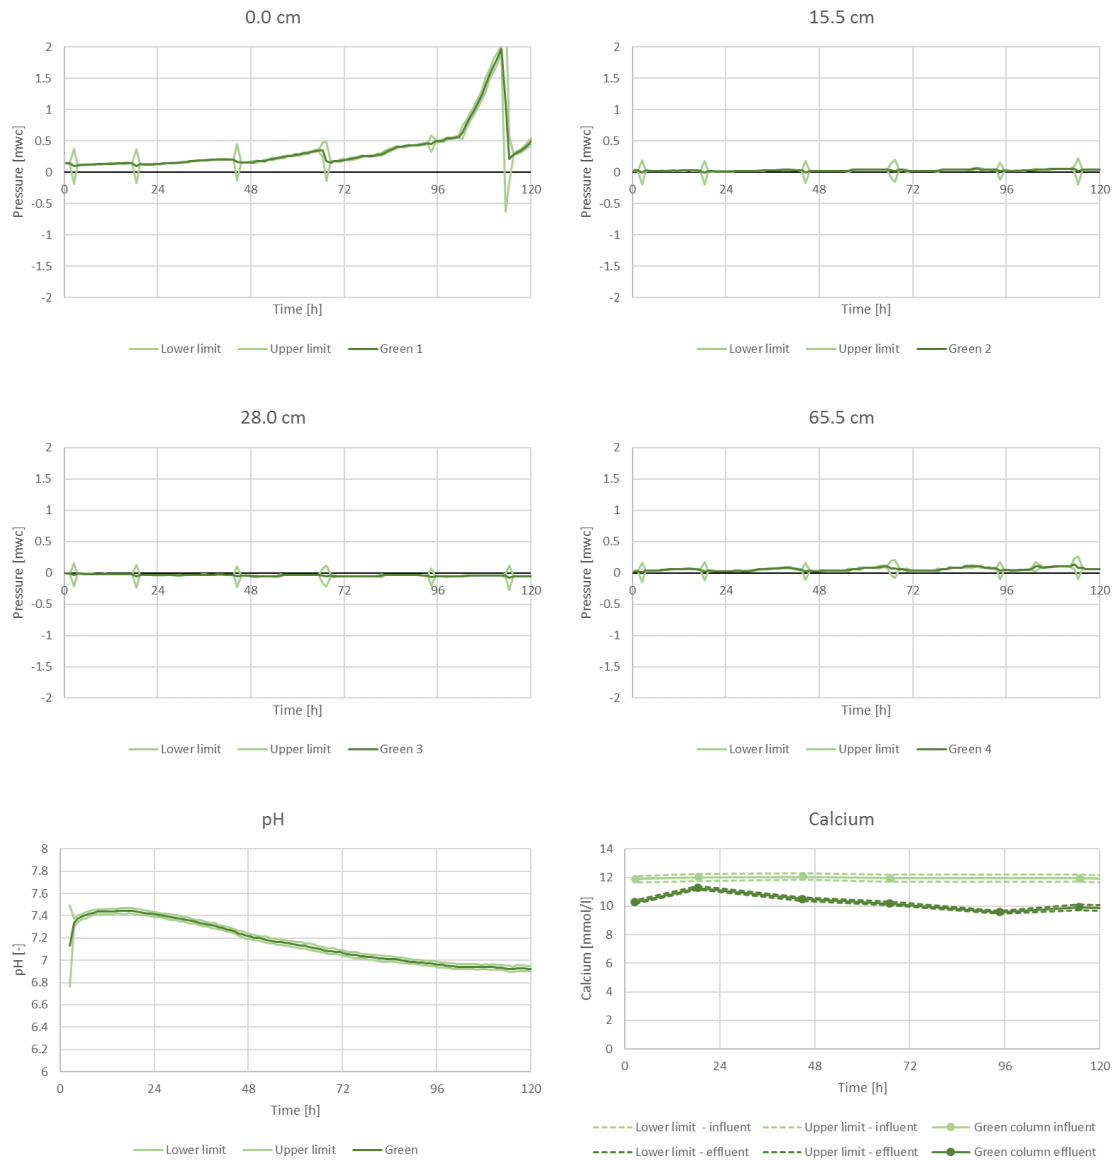 0.0 cm
2
1.5
1
0.5
0
-0.5
-1
-1.5
-2
0 24 48 72 96 120
Pressure [mwc]
Time [h]
Lower limit Upper limit Green 1
15.5 cm
2
1.5
1
0.5
0
-0.5
-1
-1.5
-2
0 24 48 72 96 120
Pressure [mwc]
Time [h]
Lower limit Upper limit Green 2
28.0 cm
2
1.5
1
0.5
0
-0.5
-1
-1.5
-2
0 24 48 72 96 120
Pressure [mwc]
Time [h]
Lower limit Upper limit Green 3
65.5 cm
2
1.5
1
0.5
0
-0.5
-1
-1.5
-2
0 24 48 72 96 120
Pressure [mwc]
Time [h]
Lower limit Upper limit Green 4
pH
8
7.8
7.6
7.4
7.2
7
6.8
6.6
6.4
6.2
6
0 24 48 72 96 120
pH [-]
Time [h]
Lower limit Upper limit Green
Calcium
14
12
10
8
6
4
2
0
0 24 48 72 96 120
Calcium [mmol/l]
Time [h]
Lower limit - influent Upper limit - influent Green column influent
Lower limit - effluent Upper limit - effluent Green column effluent